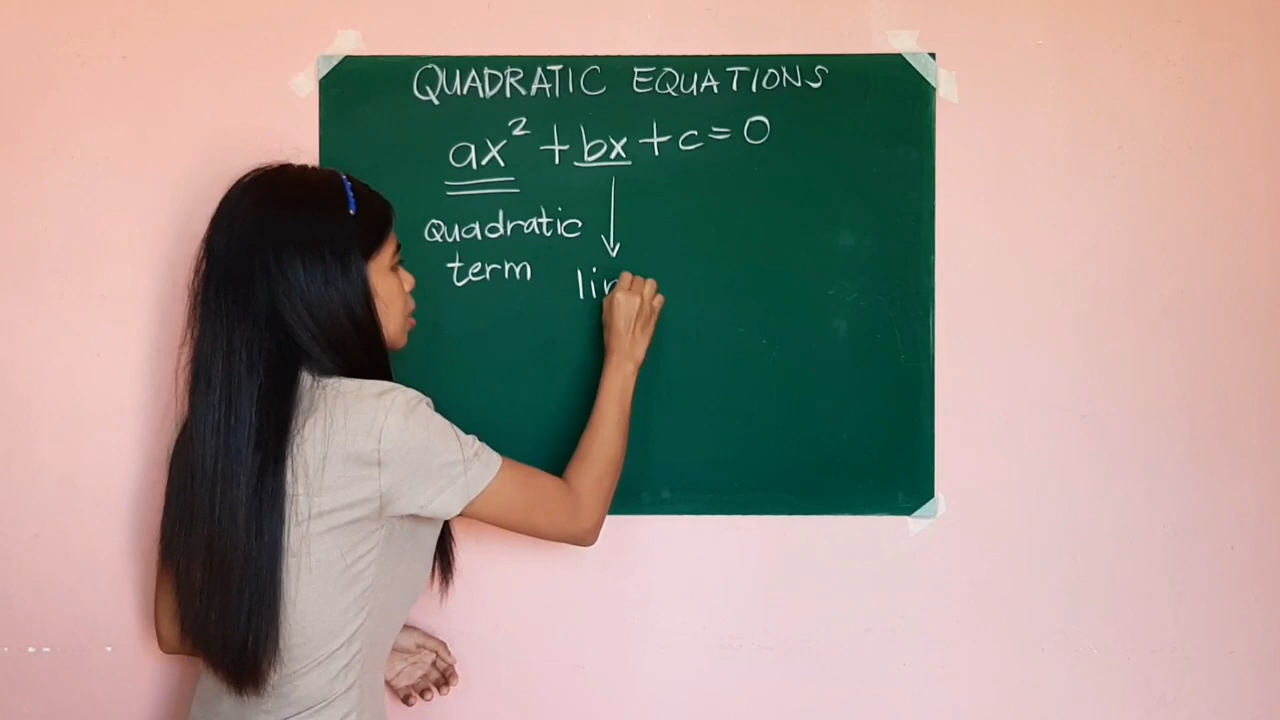 QUADRATIC EQUATIONS
ax² + bx + c = 0
quadratic
term